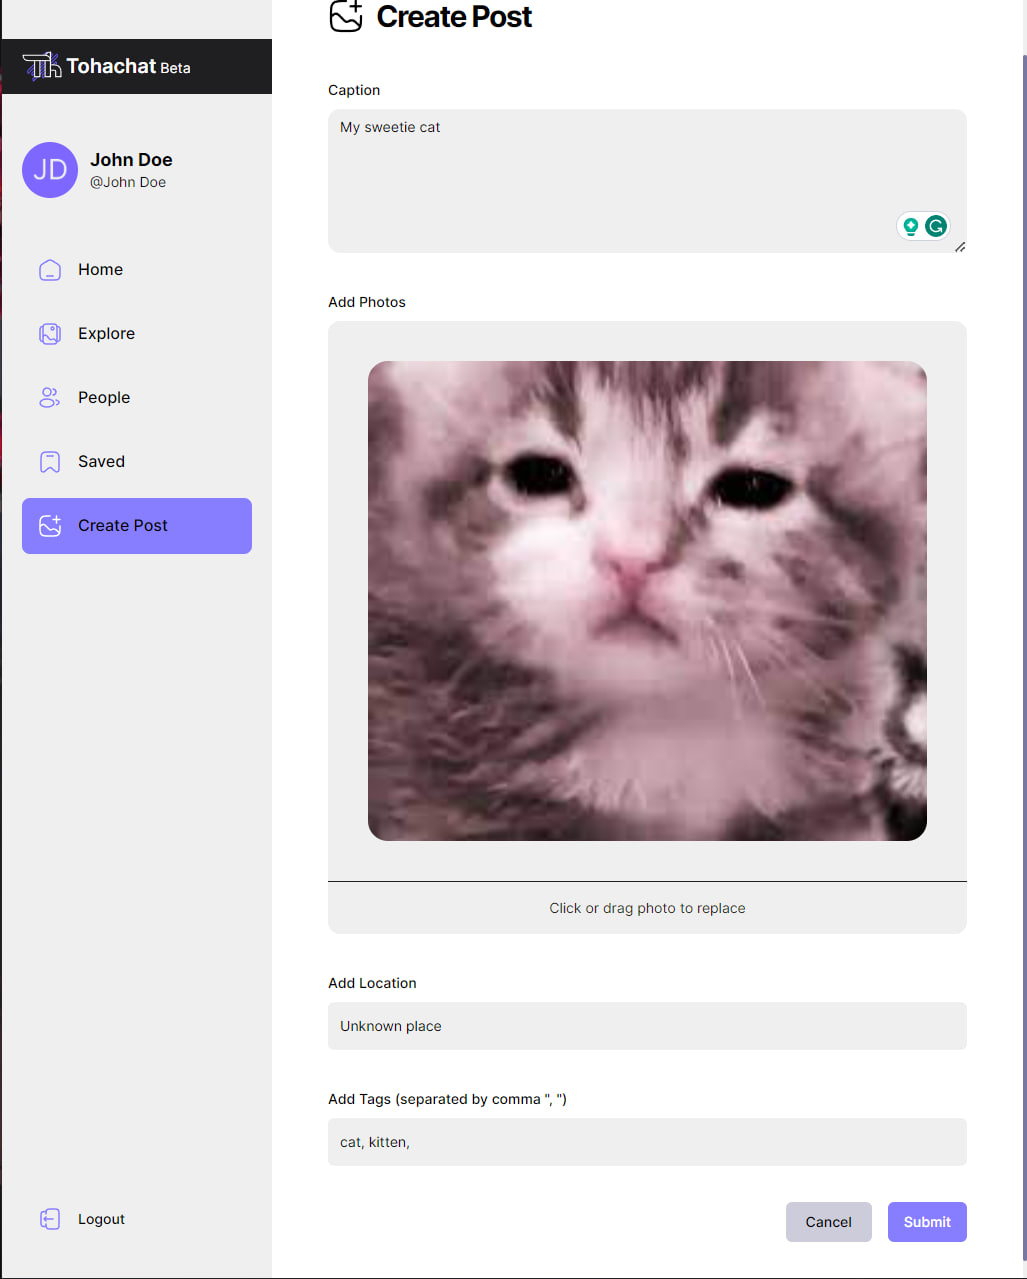 Tohachat Beta
JD
John Doe
@John Doe
Home
Explore
People
Saved
Create Post
Logout
Create Post
Caption
My sweetie cat
Add Photos
Click or drag photo to replace
Add Location
Unknown place
Add Tags (separated by comma ", ")
cat, kitten,
Cancel
Submit